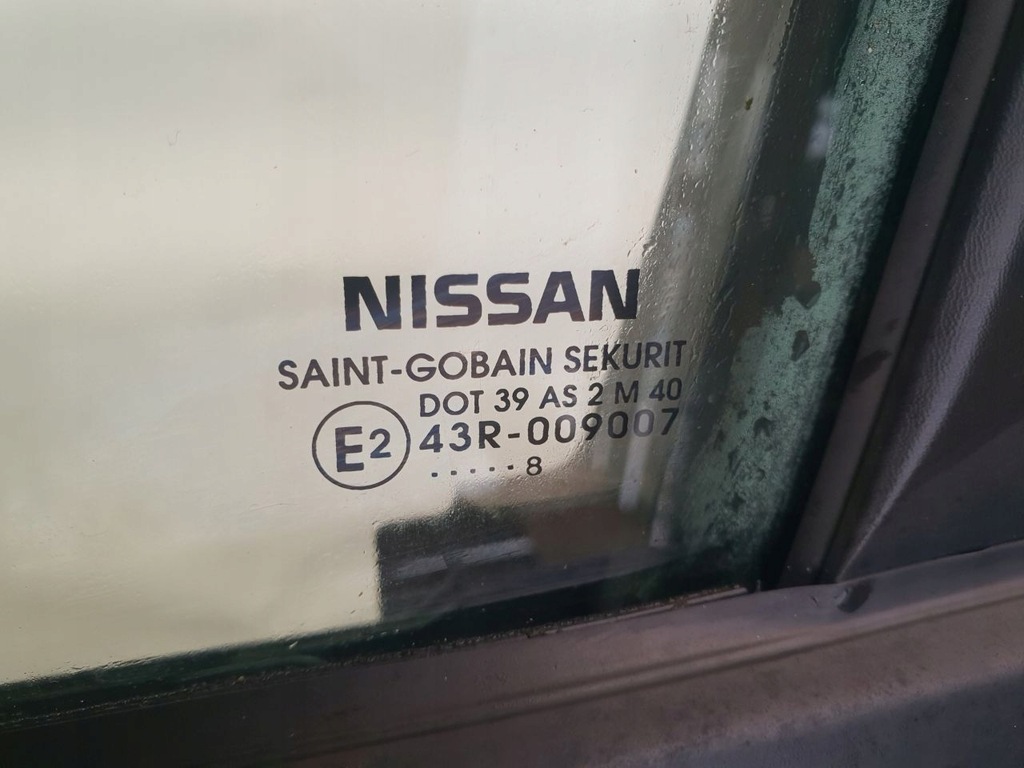 NISSAN
SAINT-GOBAIN SEKURIT
DOT 39 AS 2 M 40
E2 43R-009007
.....8